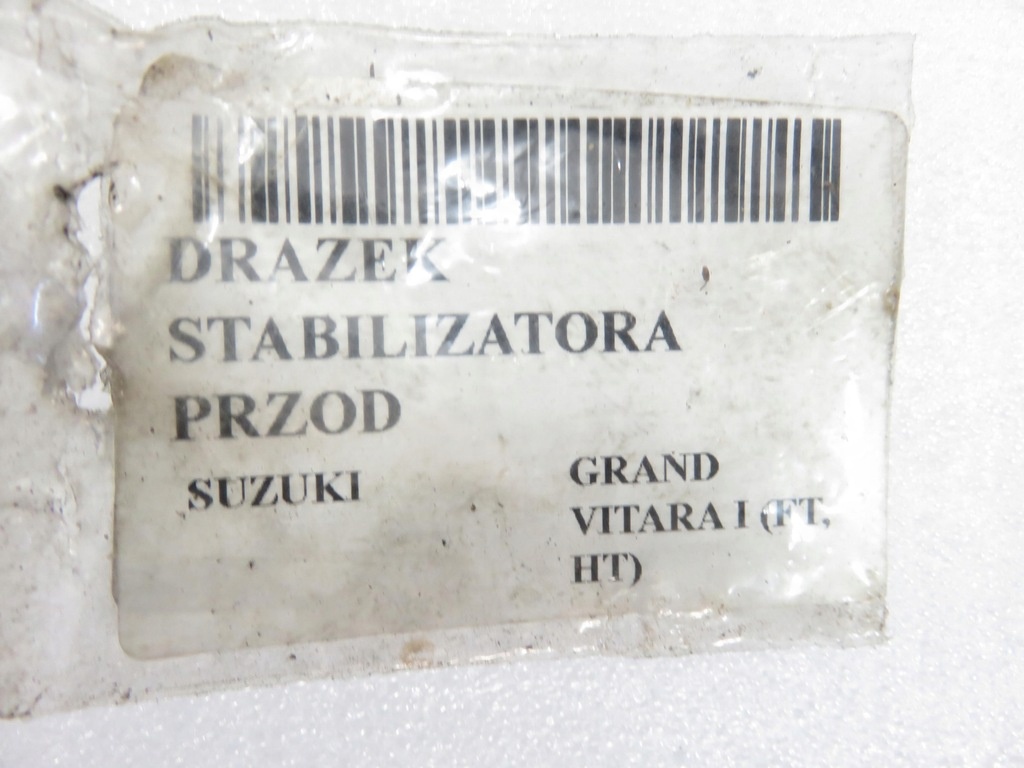 DRAZEK
STABILIZATORA
PRZOD
SUZUKI
GRAND
VITARA I (FT,
HT)